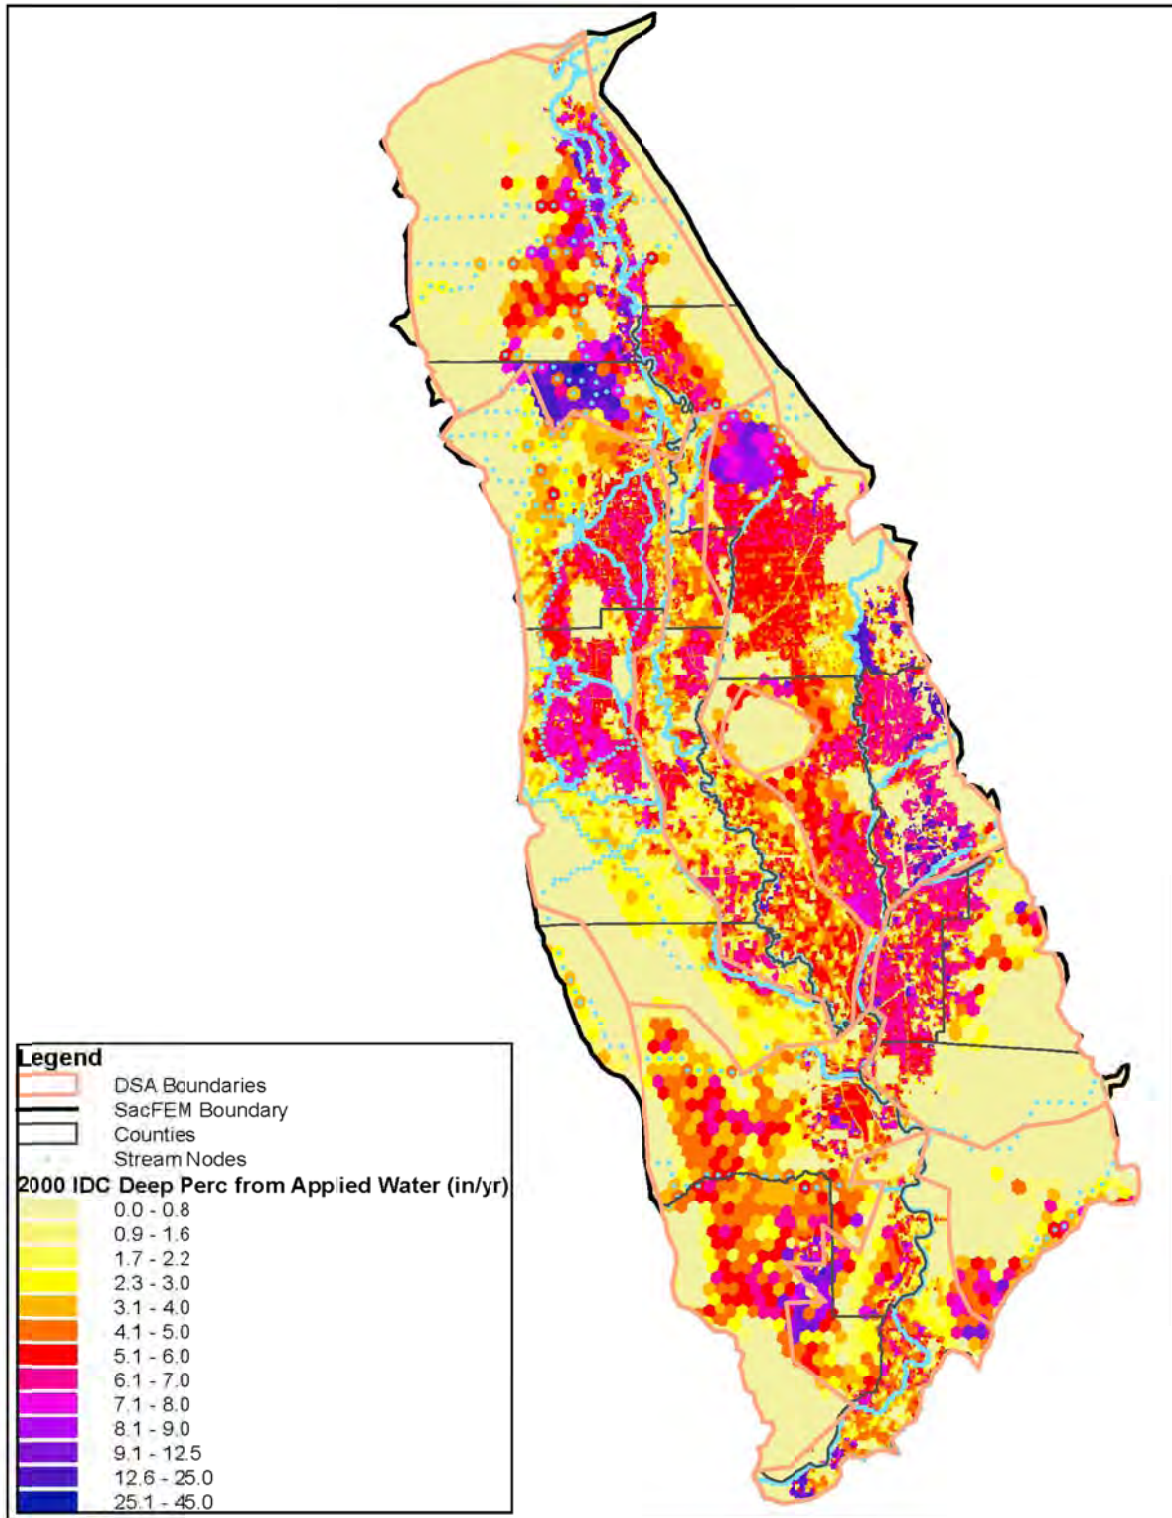 Legend
DSA Boundaries
SacFEM Boundary
Counties
Stream Nodes
2000 IDC Deep Perc from Applied Water (in/yr)
0.0 - 0.8
0.9 - 1.6
1.7 - 2.2
2.3 - 3.0
3.1 - 4.0
4.1 - 5.0
5.1 - 6.0
6.1 - 7.0
7.1 - 8.0
8.1 - 9.0
9.1 - 12.5
12.6 - 25.0
25.1 - 45.0